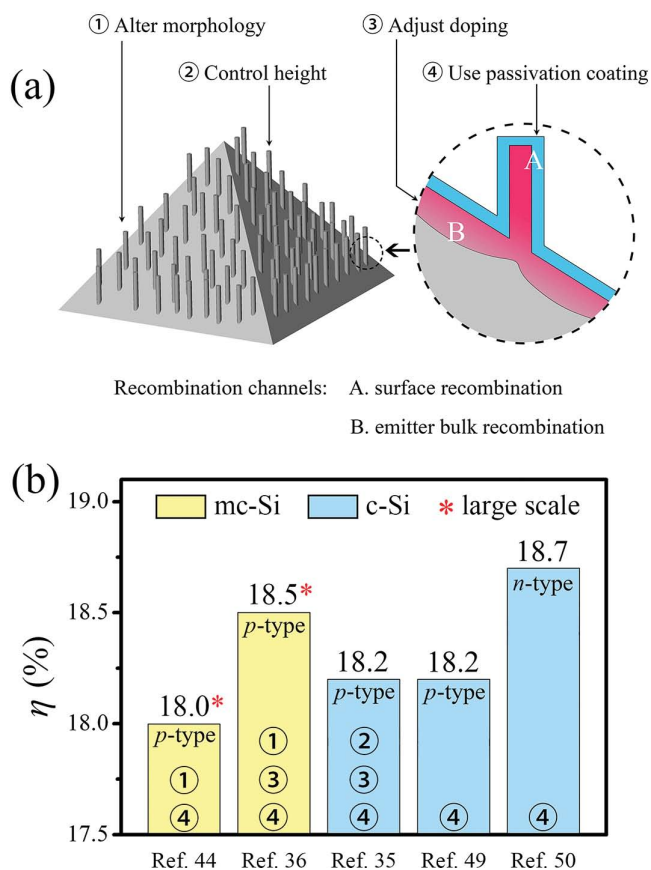 ① Alter morphology
③ Adjust doping
② Control height
④ Use passivation coating
(a)
A
B
Recombination channels: A. surface recombination
B. emitter bulk recombination
(b)
19.0
mc-Si c-Si * large scale
18.7
n-type
18.5*
18.5
p-type
18.2 18.2
p-type p-type
18.0*
18.0
p-type
① ②
① ③ ③
④ ④ ④ ④ ④
17.5
η (%)
Ref. 44 Ref. 36 Ref. 35 Ref. 49 Ref. 50